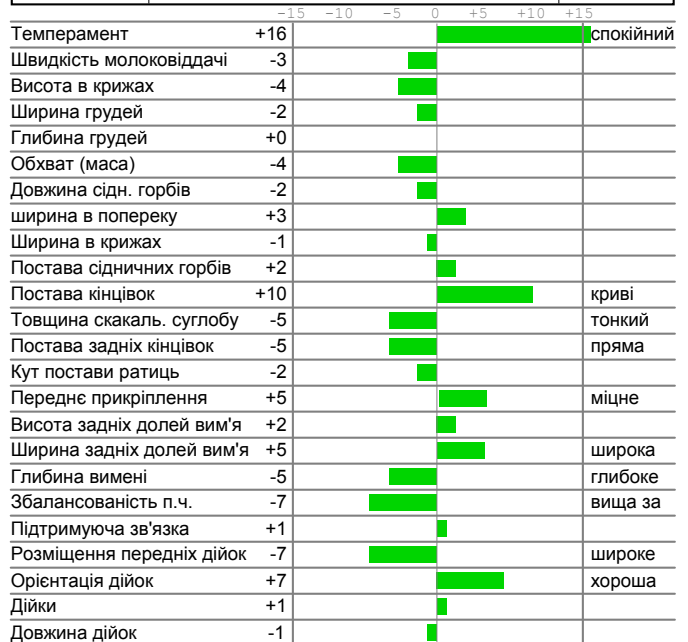 -15 -10 -5 0 +5 +10 +15
Темперамент +16 спокійний
Швидкість молоковіддачі -3
Висота в крижах -4
Ширина грудей -2
Глибина грудей +0
Обхват (маса) -4
Довжина сідн. горбів -2
ширина в попереку +3
Ширина в крижах -1
Постава сідничних горбів +2
Постава кінцівок +10 криві
Товщина скакаль. суглобу -5 тонкий
Постава задніх кінцівок -5 пряма
Кут постави ратиць -2
Переднє прикріплення +5 міцне
Висота задніх долей вим'я +2
Ширина задніх долей вим'я +5 широка
Глибина вимені -5 глибоке
Збалансованість п.ч. -7 вища за
Підтримуюча зв'язка +1
Розміщення передніх дійок -7 широке
Орієнтація дійок +7 хороша
Дійки +1
Довжина дійок -1